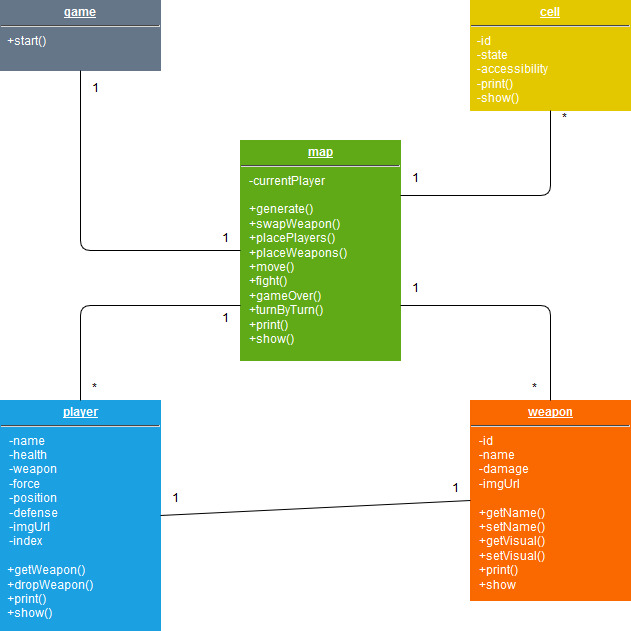 game
+start()
cell
-id
-state
-accessibility
-print()
-show()
1
*
map
-currentPlayer
+generate()
+swapWeapon()
+placePlayers()
+placeWeapons()
+move()
+fight()
+gameOver()
+turnByTurn()
+print()
+show()
1
1
1
1
*
*
player
-name
-health
-weapon
-force
-position
-defense
-imgUrl
-index
+getWeapon()
+dropWeapon()
+print()
+show()
1
1
weapon
-id
-name
-damage
-imgUrl
+getName()
+setName()
+getVisual()
+setVisual()
+print()
+show